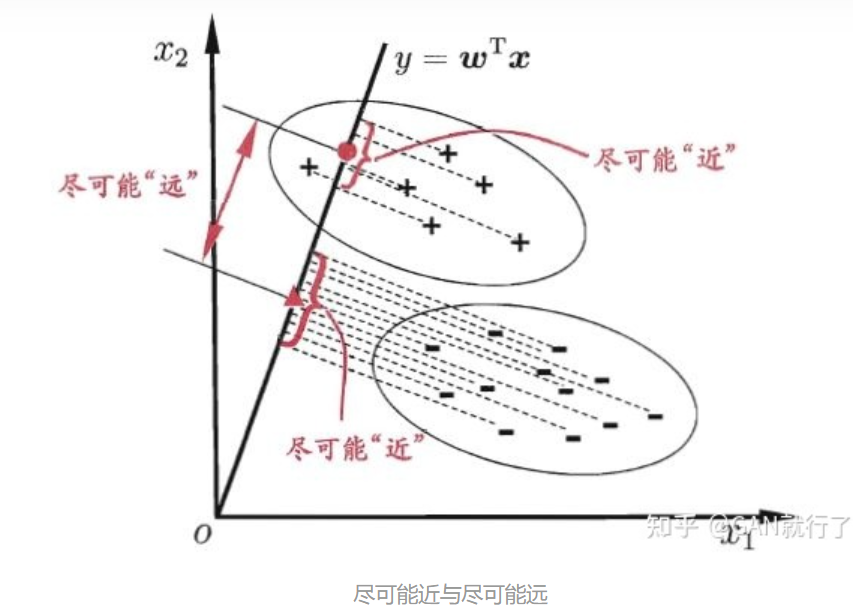 x₂
y = wᵀx
尽可能“近”
尽可能“远”
尽可能“近”
O
x₁
知乎 @GAN就行了
尽可能近与尽可能远